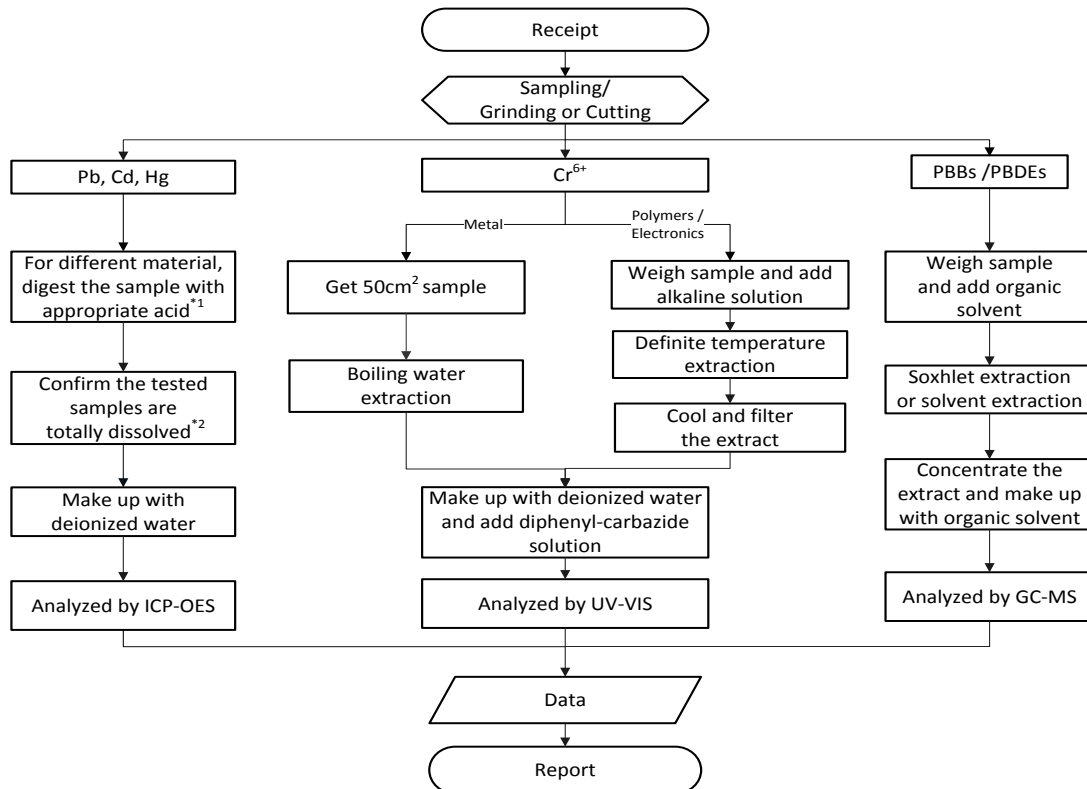 Receipt
Sampling/
Grinding or Cutting
Pb, Cd, Hg
For different material,
digest the sample with
appropriate acid*1
Confirm the tested
samples are
totally dissolved*2
Make up with
deionized water
Analyzed by ICP-OES
Cr6+
Metal
Get 50cm2 sample
Boiling water
extraction
Polymers /
Electronics
Weigh sample and add
alkaline solution
Definite temperature
extraction
Cool and filter
the extract
Make up with deionized water
and add diphenyl-carbazide
solution
Analyzed by UV-VIS
PBBs /PBDEs
Weigh sample
and add organic
solvent
Soxhlet extraction
or solvent extraction
Concentrate the
extract and make up
with organic solvent
Analyzed by GC-MS
Data
Report